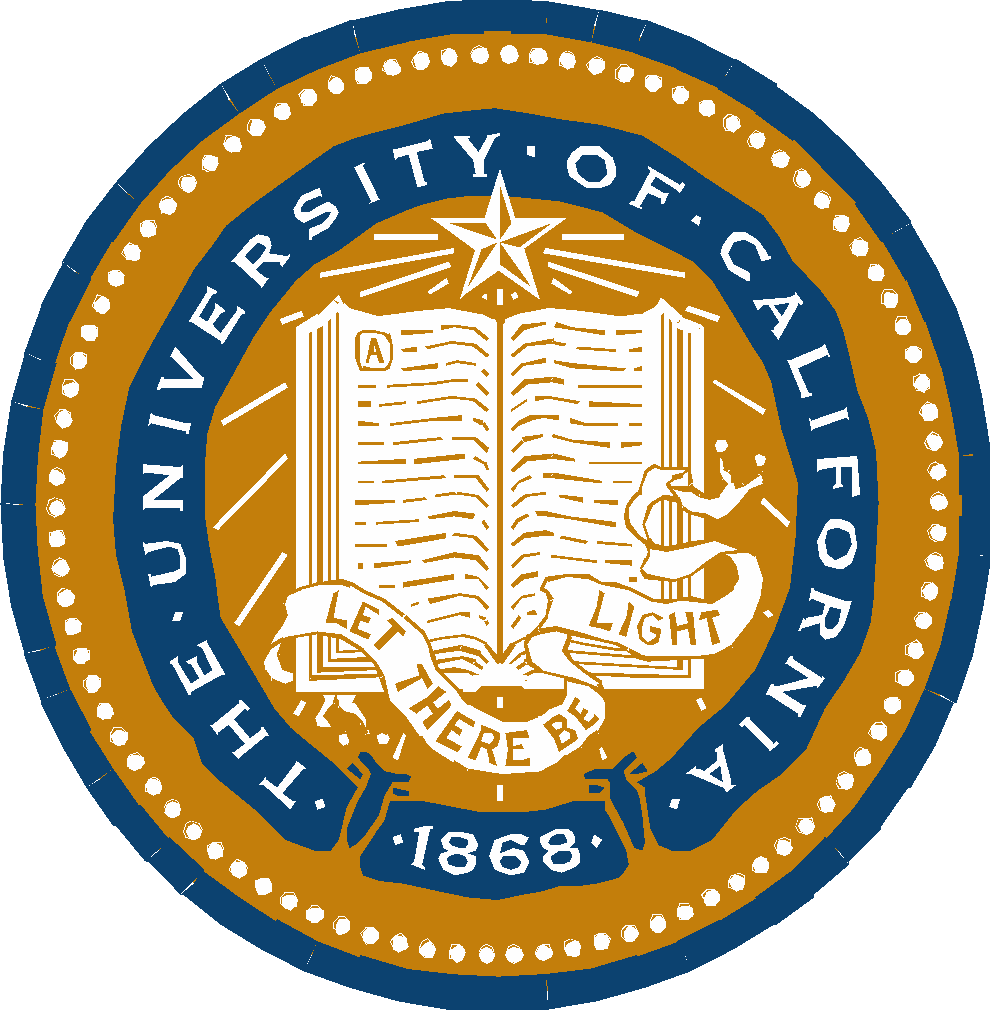 ·THE·UNIVERSITY·OF·CALIFORNIA·
A
LET THERE BE LIGHT
·1868·